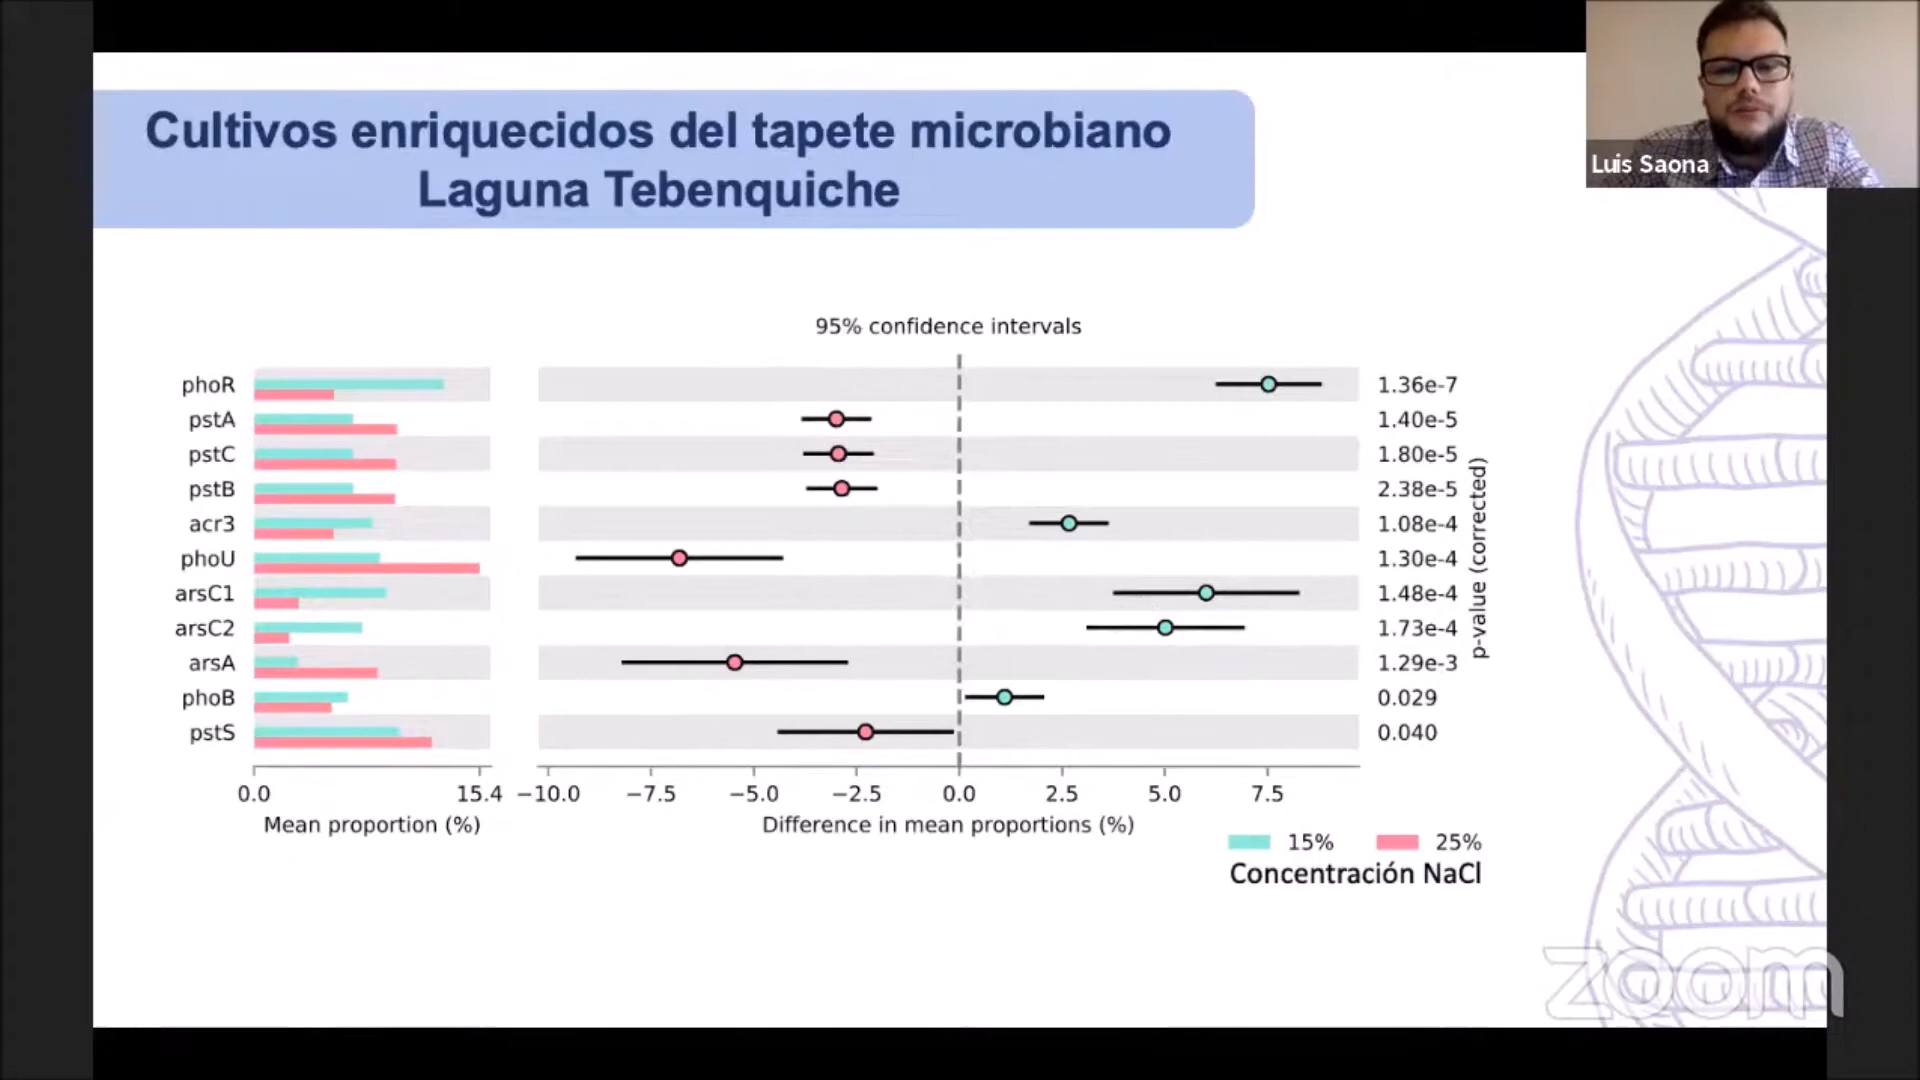 Cultivos enriquecidos del tapete microbiano
Laguna Tebenquiche
Luis Saona
95% confidence intervals
phoR 1.36e-7
pstA 1.40e-5
pstC 1.80e-5
pstB 2.38e-5
acr3 1.08e-4
phoU 1.30e-4
arsC1 1.48e-4
arsC2 1.73e-4
arsA 1.29e-3
phoB 0.029
pstS 0.040
p-value (corrected)
0.0 15.4 −10.0 −7.5 −5.0 −2.5 0.0 2.5 5.0 7.5
Mean proportion (%) Difference in mean proportions (%)
15% 25%
Concentración NaCl
zoom